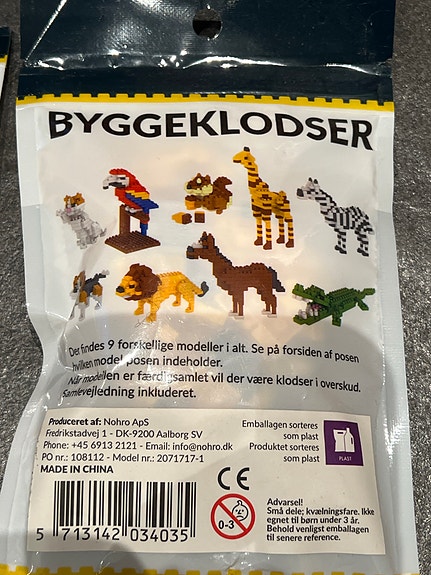 BYGGEKLODSER
Der findes 9 forskellige modeller i alt. Se på forsiden af posen
hvilken model posen indeholder.
Når modellen er færdigsamlet vil der være klodser i overskud.
Samlevejledning inkluderet.
Produceret af: Nohro ApS
Fredrikstadvej 1 - DK-9200 Aalborg SV
Phone: +45 6913 2121 - Email: info@nohro.dk
PO nr.: 108112 - Model nr.: 2071717-1
MADE IN CHINA
Emballagen sorteres
som plast
Produktet sorteres
som plast
PLAST
CE
0-3
Advarsel!
Små dele; kvælningsfare. Ikke
egnet til børn under 3 år.
Behold venligst emballagen
til senere reference.
5 713142 034035